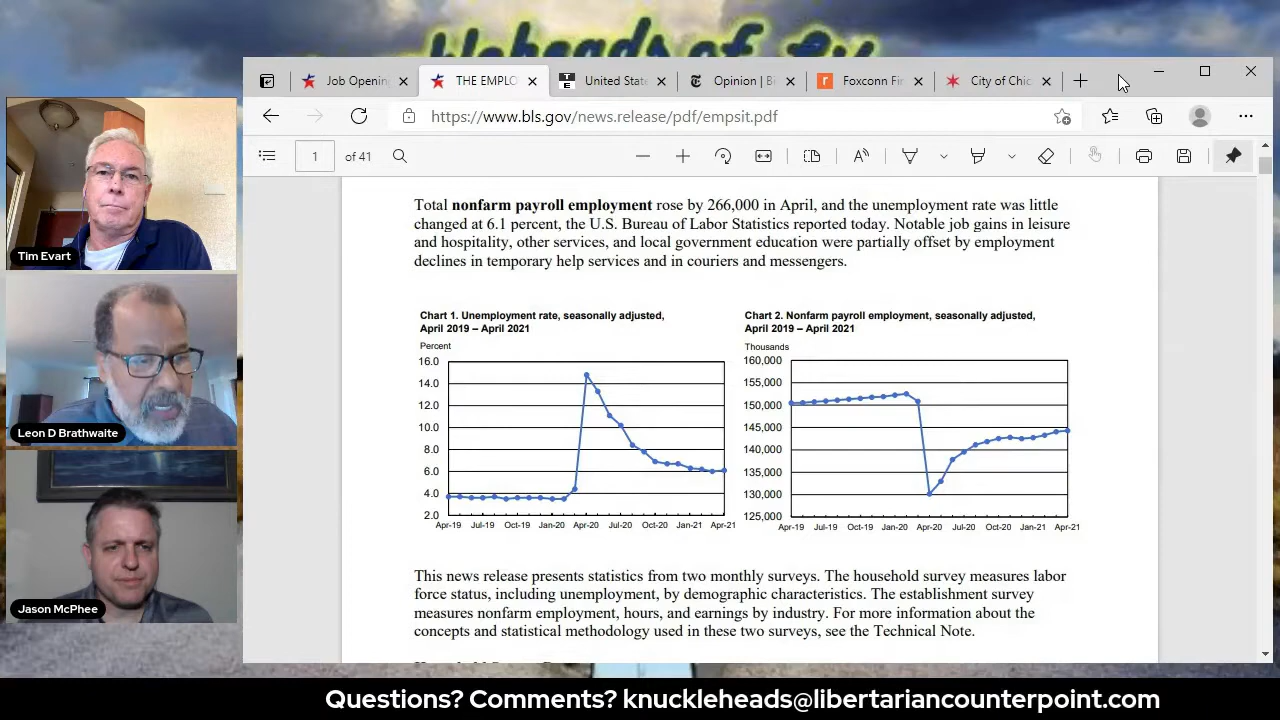 Job Openin
THE EMPLO
United State
Opinion | B
Foxconn Fir
City of Chic
https://www.bls.gov/news.release/pdf/empsit.pdf
1 of 41
Total nonfarm payroll employment rose by 266,000 in April, and the unemployment rate was little
changed at 6.1 percent, the U.S. Bureau of Labor Statistics reported today. Notable job gains in leisure
and hospitality, other services, and local government education were partially offset by employment
declines in temporary help services and in couriers and messengers.
Chart 1. Unemployment rate, seasonally adjusted,
April 2019 – April 2021
Percent
16.0
14.0
12.0
10.0
8.0
6.0
4.0
2.0
Apr-19 Jul-19 Oct-19 Jan-20 Apr-20 Jul-20 Oct-20 Jan-21 Apr-21
Chart 2. Nonfarm payroll employment, seasonally adjusted,
April 2019 – April 2021
Thousands
160,000
155,000
150,000
145,000
140,000
135,000
130,000
125,000
Apr-19 Jul-19 Oct-19 Jan-20 Apr-20 Jul-20 Oct-20 Jan-21 Apr-21
This news release presents statistics from two monthly surveys. The household survey measures labor
force status, including unemployment, by demographic characteristics. The establishment survey
measures nonfarm employment, hours, and earnings by industry. For more information about the
concepts and statistical methodology used in these two surveys, see the Technical Note.
Tim Evart
Leon D Brathwaite
Jason McPhee
Questions? Comments? knuckleheads@libertariancounterpoint.com